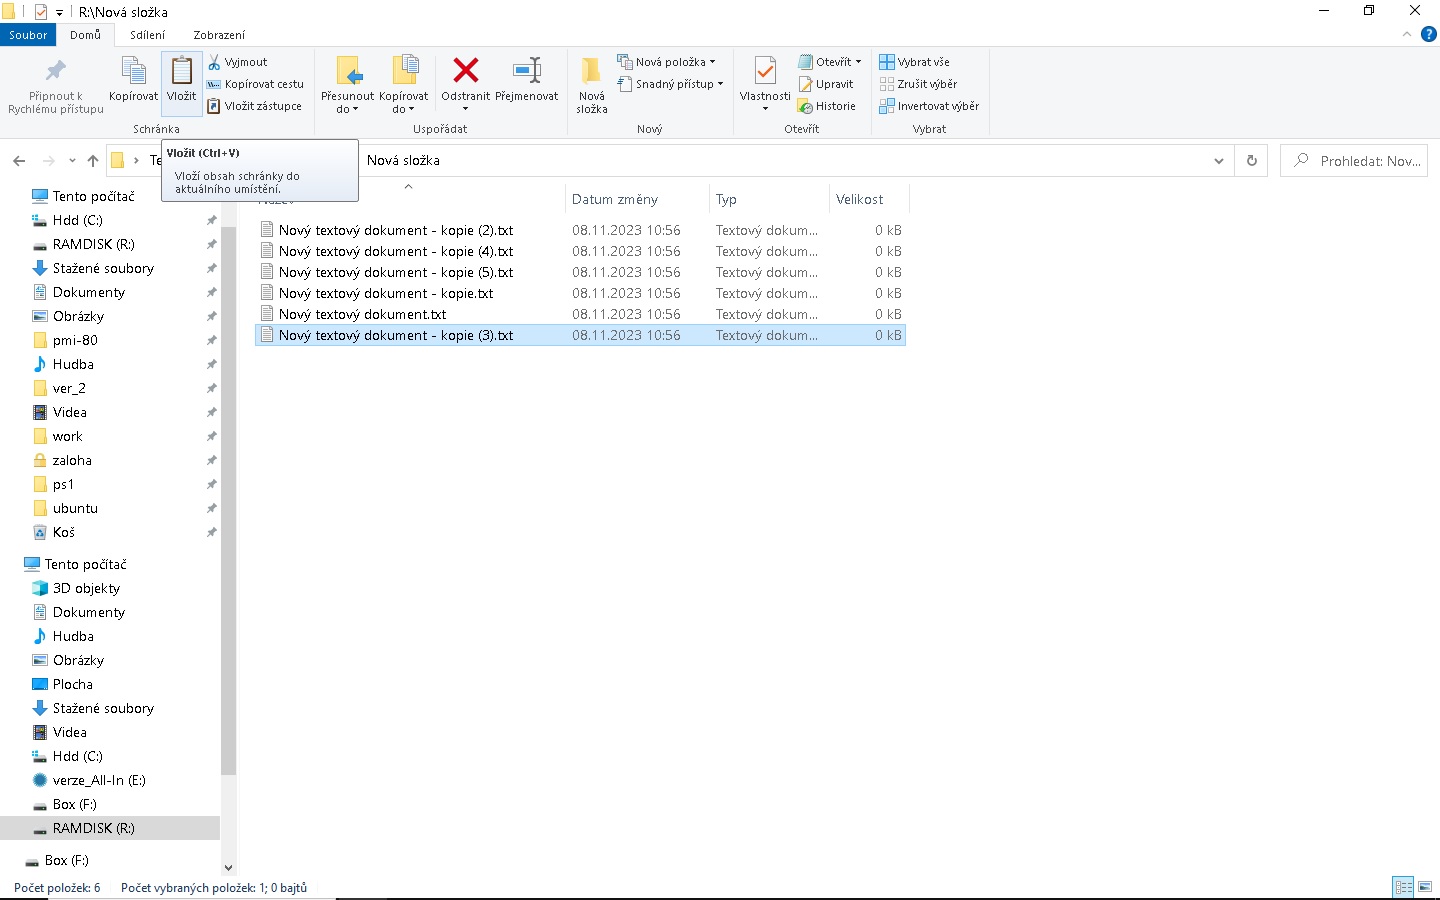 R:\Nová složka
Soubor Domů Sdílení Zobrazení
Připnout k
Rychlému přístupu
Kopírovat
Vložit
Vyjmout
Kopírovat cestu
Vložit zástupce
Schránka
Přesunout
do
Kopírovat
do
Odstranit
Přejmenovat
Uspořádat
Nová
složka
Nová položka
Snadný přístup
Nový
Vlastnosti
Otevřít
Upravit
Historie
Otevřít
Vybrat vše
Zrušit výběr
Invertovat výběr
Vybrat
Te
Nová složka
Prohledat: Nov...
Vložit (Ctrl+V)
Vloží obsah schránky do
aktuálního umístění.
Datum změny Typ Velikost
Nový textový dokument - kopie (2).txt 08.11.2023 10:56 Textový dokum... 0 kB
Nový textový dokument - kopie (4).txt 08.11.2023 10:56 Textový dokum... 0 kB
Nový textový dokument - kopie (5).txt 08.11.2023 10:56 Textový dokum... 0 kB
Nový textový dokument - kopie.txt 08.11.2023 10:56 Textový dokum... 0 kB
Nový textový dokument.txt 08.11.2023 10:56 Textový dokum... 0 kB
Nový textový dokument - kopie (3).txt 08.11.2023 10:56 Textový dokum... 0 kB
Tento počítač
Hdd (C:)
RAMDISK (R:)
Stažené soubory
Dokumenty
Obrázky
pmi-80
Hudba
ver_2
Videa
work
zaloha
ps1
ubuntu
Koš
Tento počítač
3D objekty
Dokumenty
Hudba
Obrázky
Plocha
Stažené soubory
Videa
Hdd (C:)
verze_All-In (E:)
Box (F:)
RAMDISK (R:)
Box (F:)
Počet položek: 6 Počet vybraných položek: 1; 0 bajtů